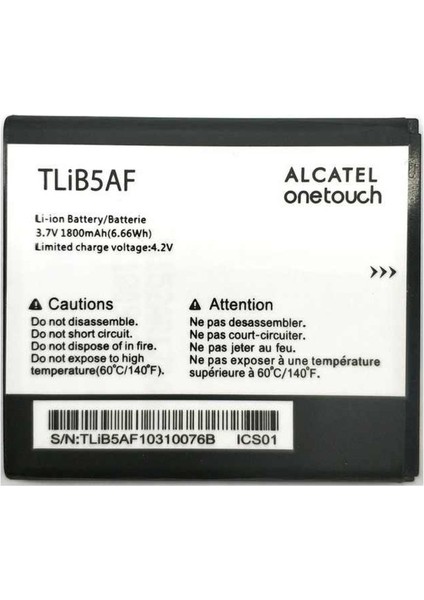 TLiB5AF
ALCATEL
onetouch
Li-ion Battery/Batterie
3.7V 1800mAh(6.66Wh)
Limited charge voltage:4.2V
>>>
Cautions
Do not disassemble.
Do not short circuit.
Do not dispose of in fire.
Do not expose to high
temperature(60°C/140°F).
Attention
Ne pas desassembler.
Ne pas court-circuiter.
Ne pas jeter au feu.
Ne pas exposer à une température
supérieure à 60°C/140°F.
S/N:TLiB5AF10310076B ICS01